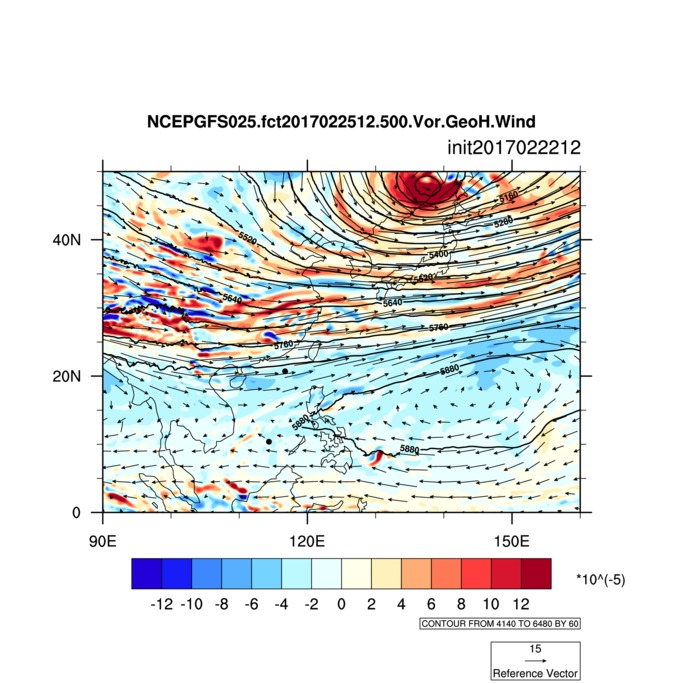 NCEPGFS025.fct2017022512.500.Vor.GeoH.Wind
init2017022212
5160
5280
40N
5520
5400
5520
5640
5640
5760
5760
20N
5880
5880
5880
0
90E 120E 150E
-12 -10 -8 -6 -4 -2 0 2 4 6 8 10 12
*10^(-5)
CONTOUR FROM 4140 TO 6480 BY 60
15
Reference Vector